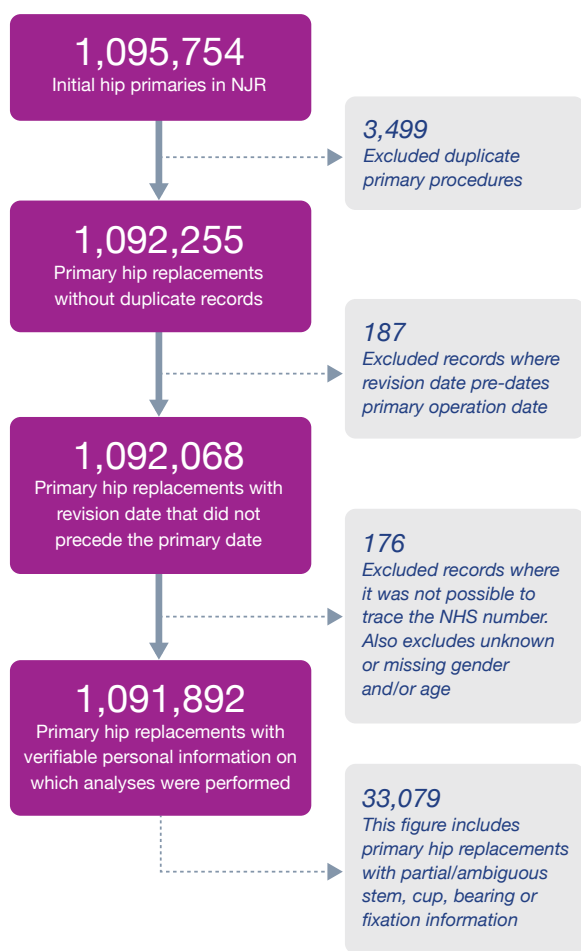 1,095,754
Initial hip primaries in NJR
3,499
Excluded duplicate
primary procedures
1,092,255
Primary hip replacements
without duplicate records
187
Excluded records where
revision date pre-dates
primary operation date
1,092,068
Primary hip replacements with
revision date that did not
precede the primary date
176
Excluded records where
it was not possible to
trace the NHS number.
Also excludes unknown
or missing gender
and/or age
1,091,892
Primary hip replacements with
verifiable personal information on
which analyses were performed
33,079
This figure includes
primary hip replacements
with partial/ambiguous
stem, cup, bearing or
fixation information